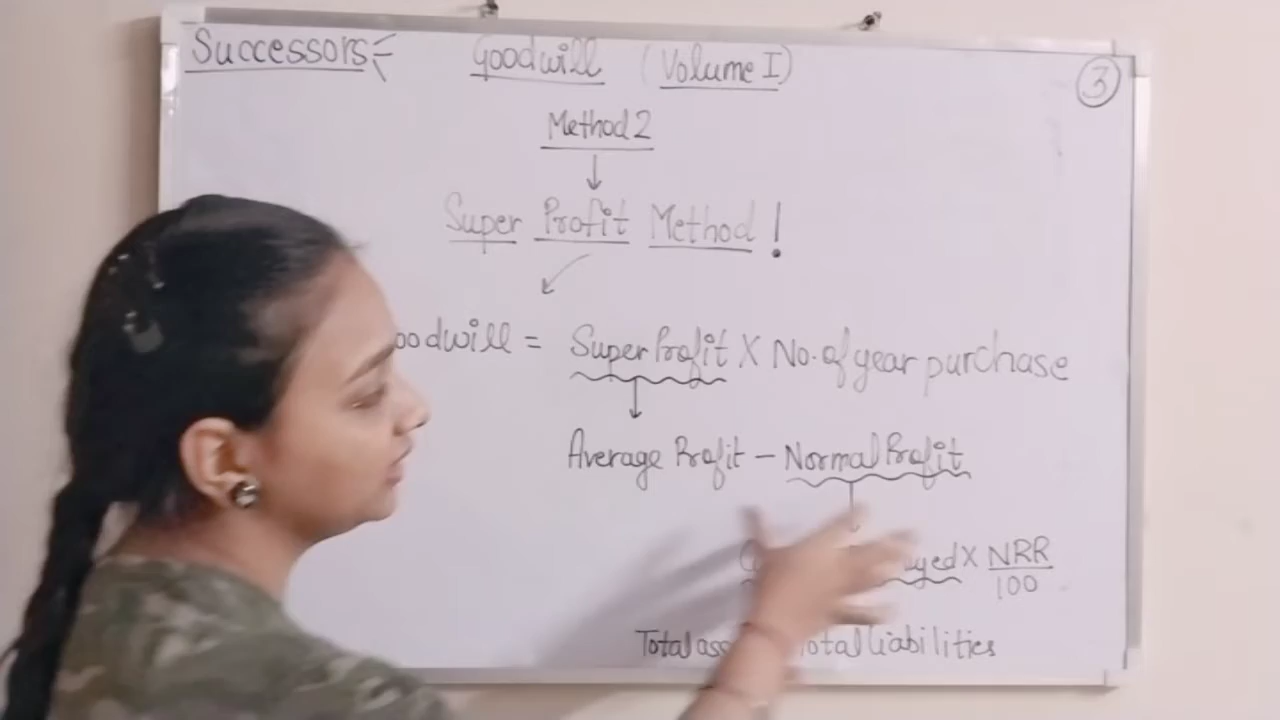 Successors Goodwill (Volume I) 3
Method 2
Super Profit Method !
oodwill = Super Profit X No. of year purchase
Average Profit - Normal Profit
yed X NRR
100
Total ass otal liabilities